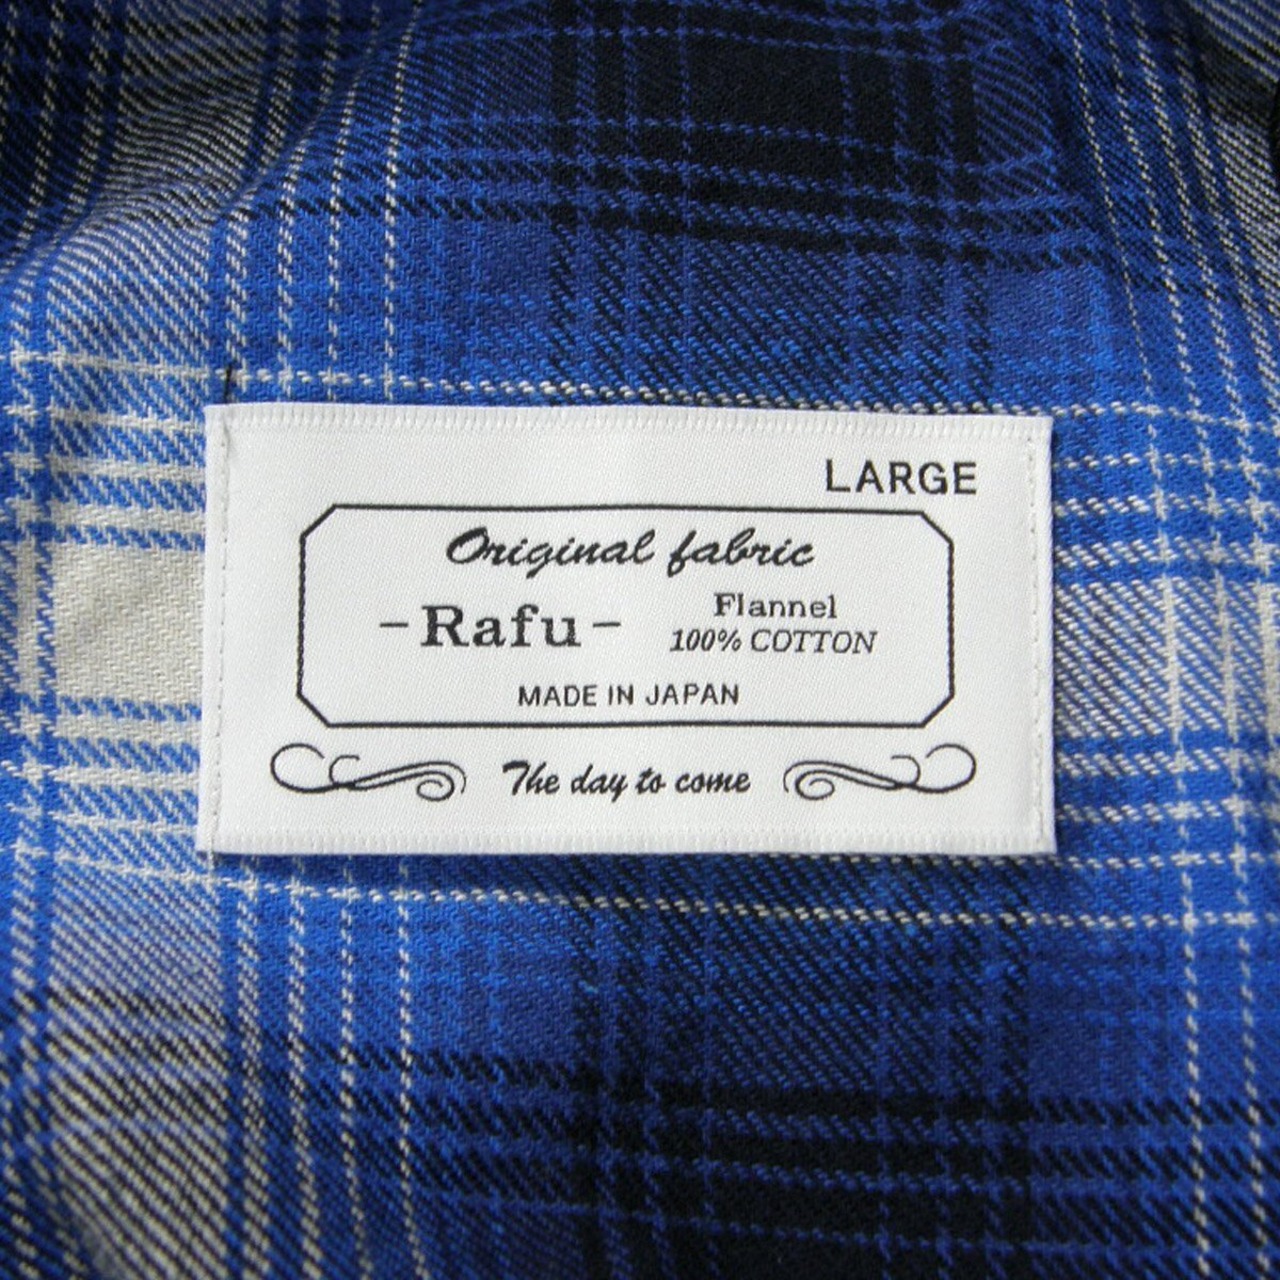 LARGE
Original fabric
-Rafu-
Flannel
100% COTTON
MADE IN JAPAN
The day to come